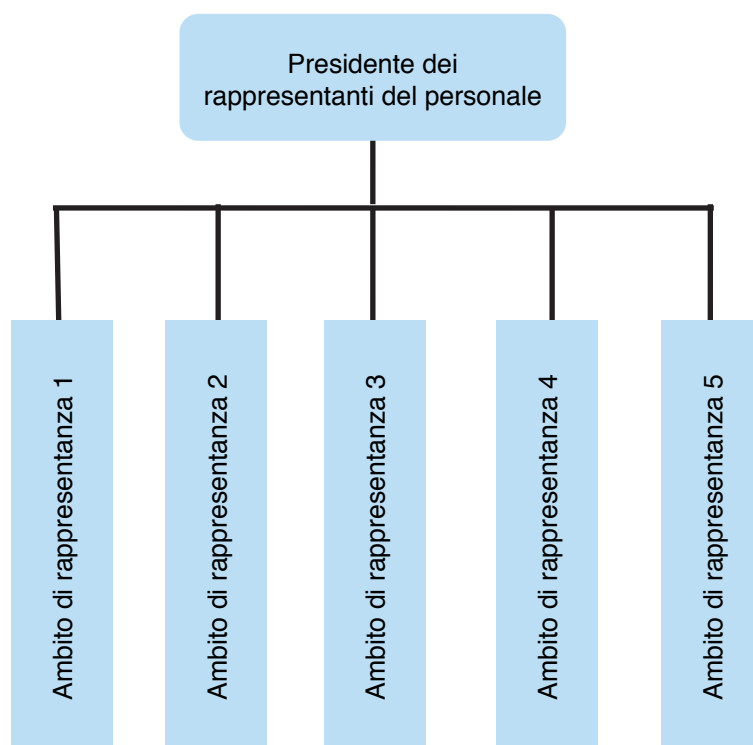 Presidente dei
rappresentanti del personale
Ambito di rappresentanza 1
Ambito di rappresentanza 2
Ambito di rappresentanza 3
Ambito di rappresentanza 4
Ambito di rappresentanza 5